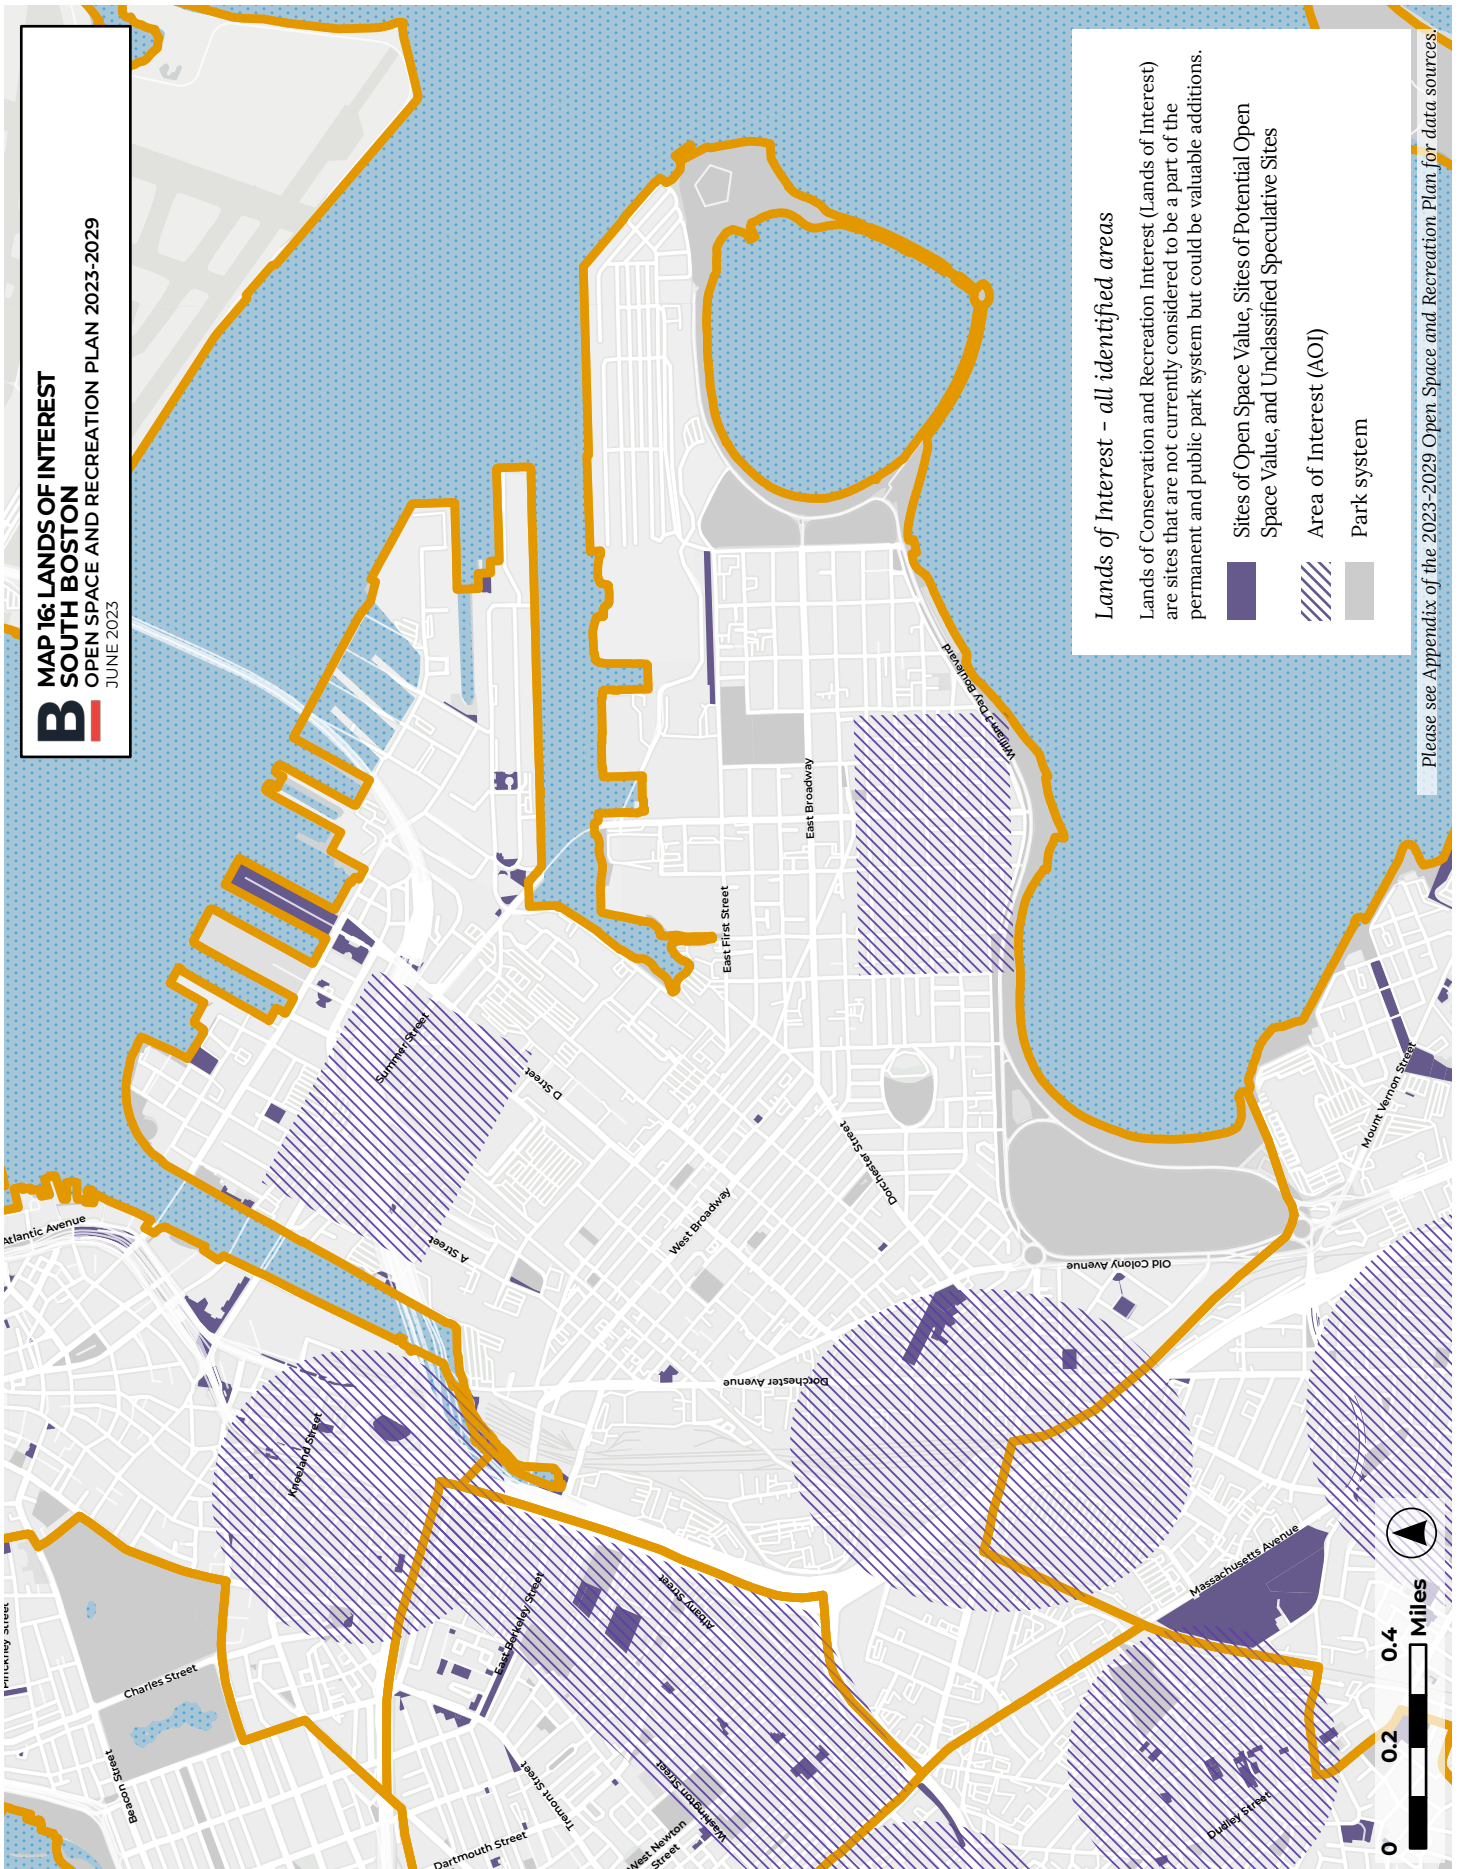 B
MAP 16: LANDS OF INTEREST
SOUTH BOSTON
OPEN SPACE AND RECREATION PLAN 2023-2029
JUNE 2023
Lands of Interest - all identified areas
Lands of Conservation and Recreation Interest (Lands of Interest)
are sites that are not currently considered to be a part of the
permanent and public park system but could be valuable additions.
Sites of Open Space Value, Sites of Potential Open
Space Value, and Unclassified Speculative Sites
Area of Interest (AOI)
Park system
Please see Appendix of the 2023-2029 Open Space and Recreation Plan for data sources.
Atlantic Avenue
Summer Street
D Street
A Street
East First Street
East Broadway
William J Day Boulevard
Dorchester Street
West Broadway
Old Colony Avenue
Mount Vernon Street
Dorchester Avenue
Kneeland Street
Charles Street
Beacon Street
East Berkeley Street
Albany Street
Tremont Street
Dartmouth Street
Washington Street
West Newton
Street
Massachusetts Avenue
Dudley Street
0
0.2
0.4
Miles